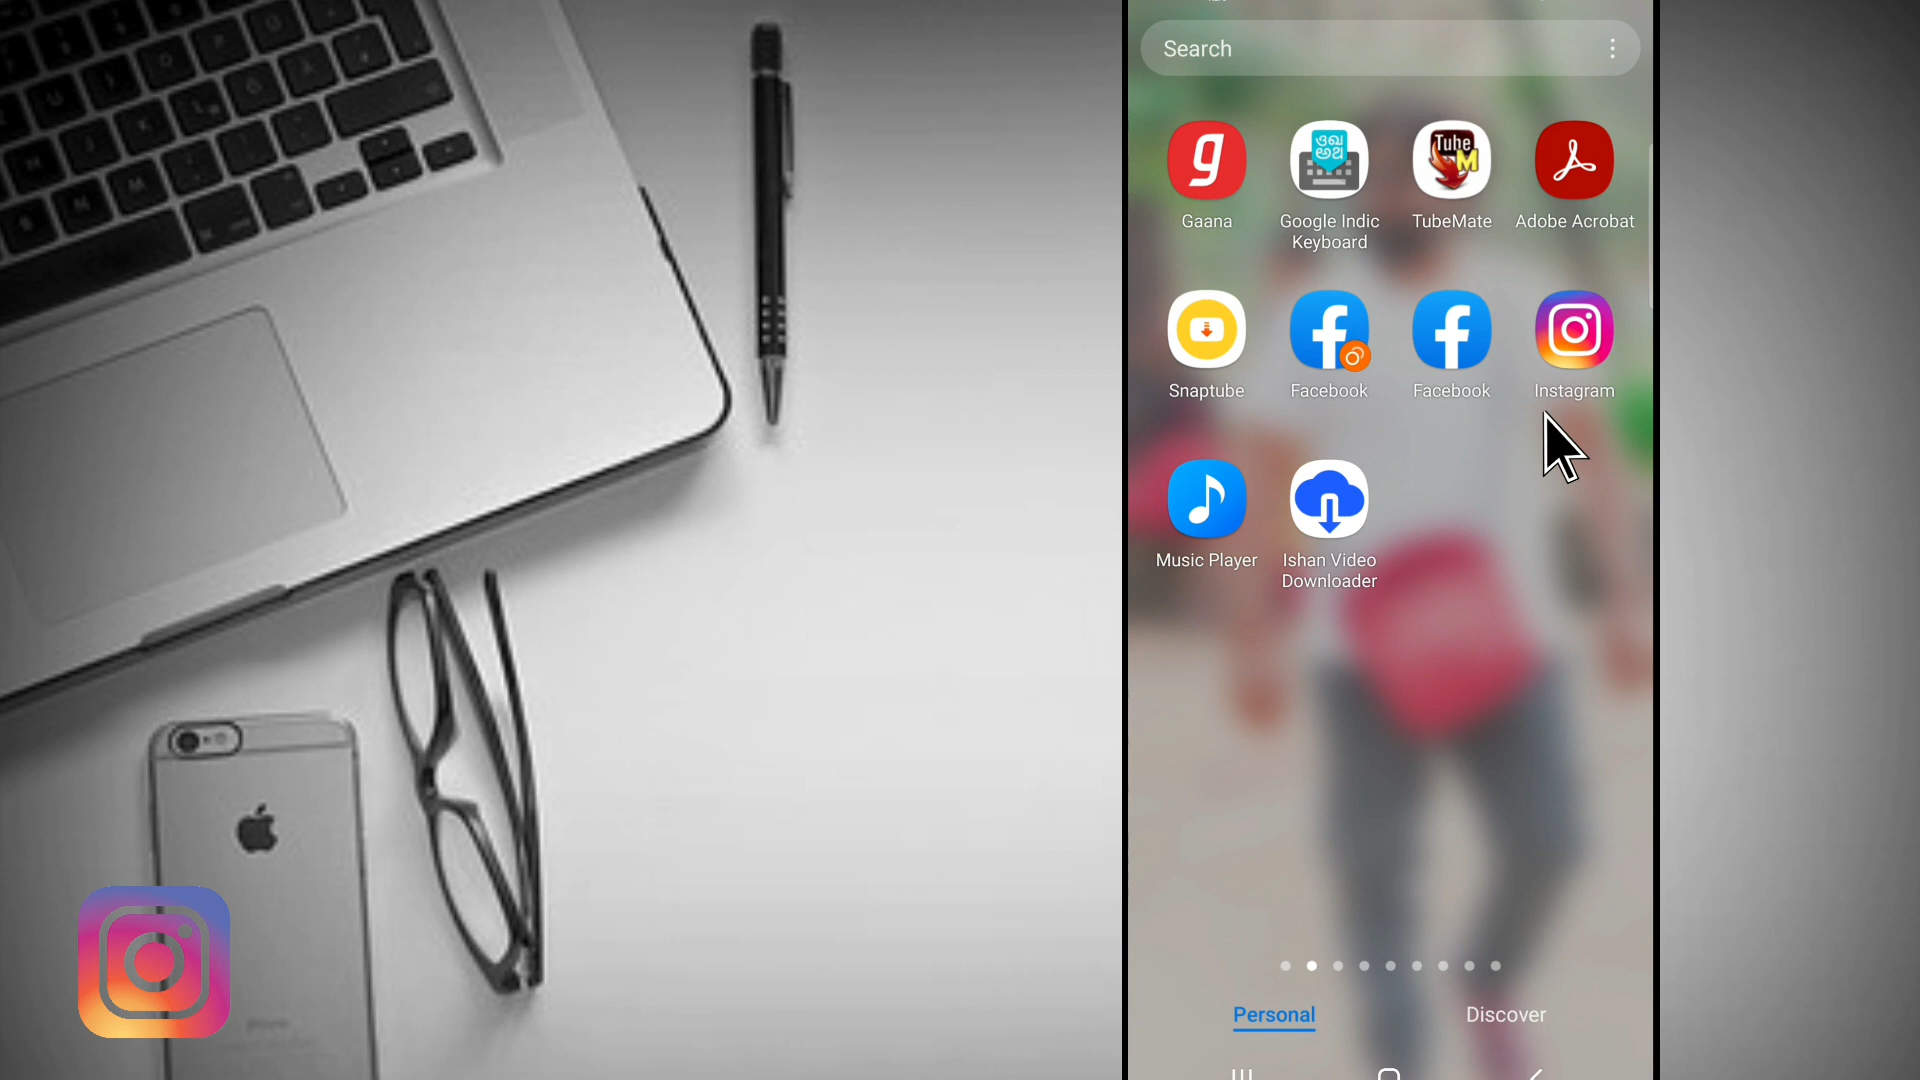 Search
Gaana
Google Indic
Keyboard
TubeMate
Adobe Acrobat
Snaptube
Facebook
Facebook
Instagram
Music Player
Ishan Video
Downloader
Personal
Discover